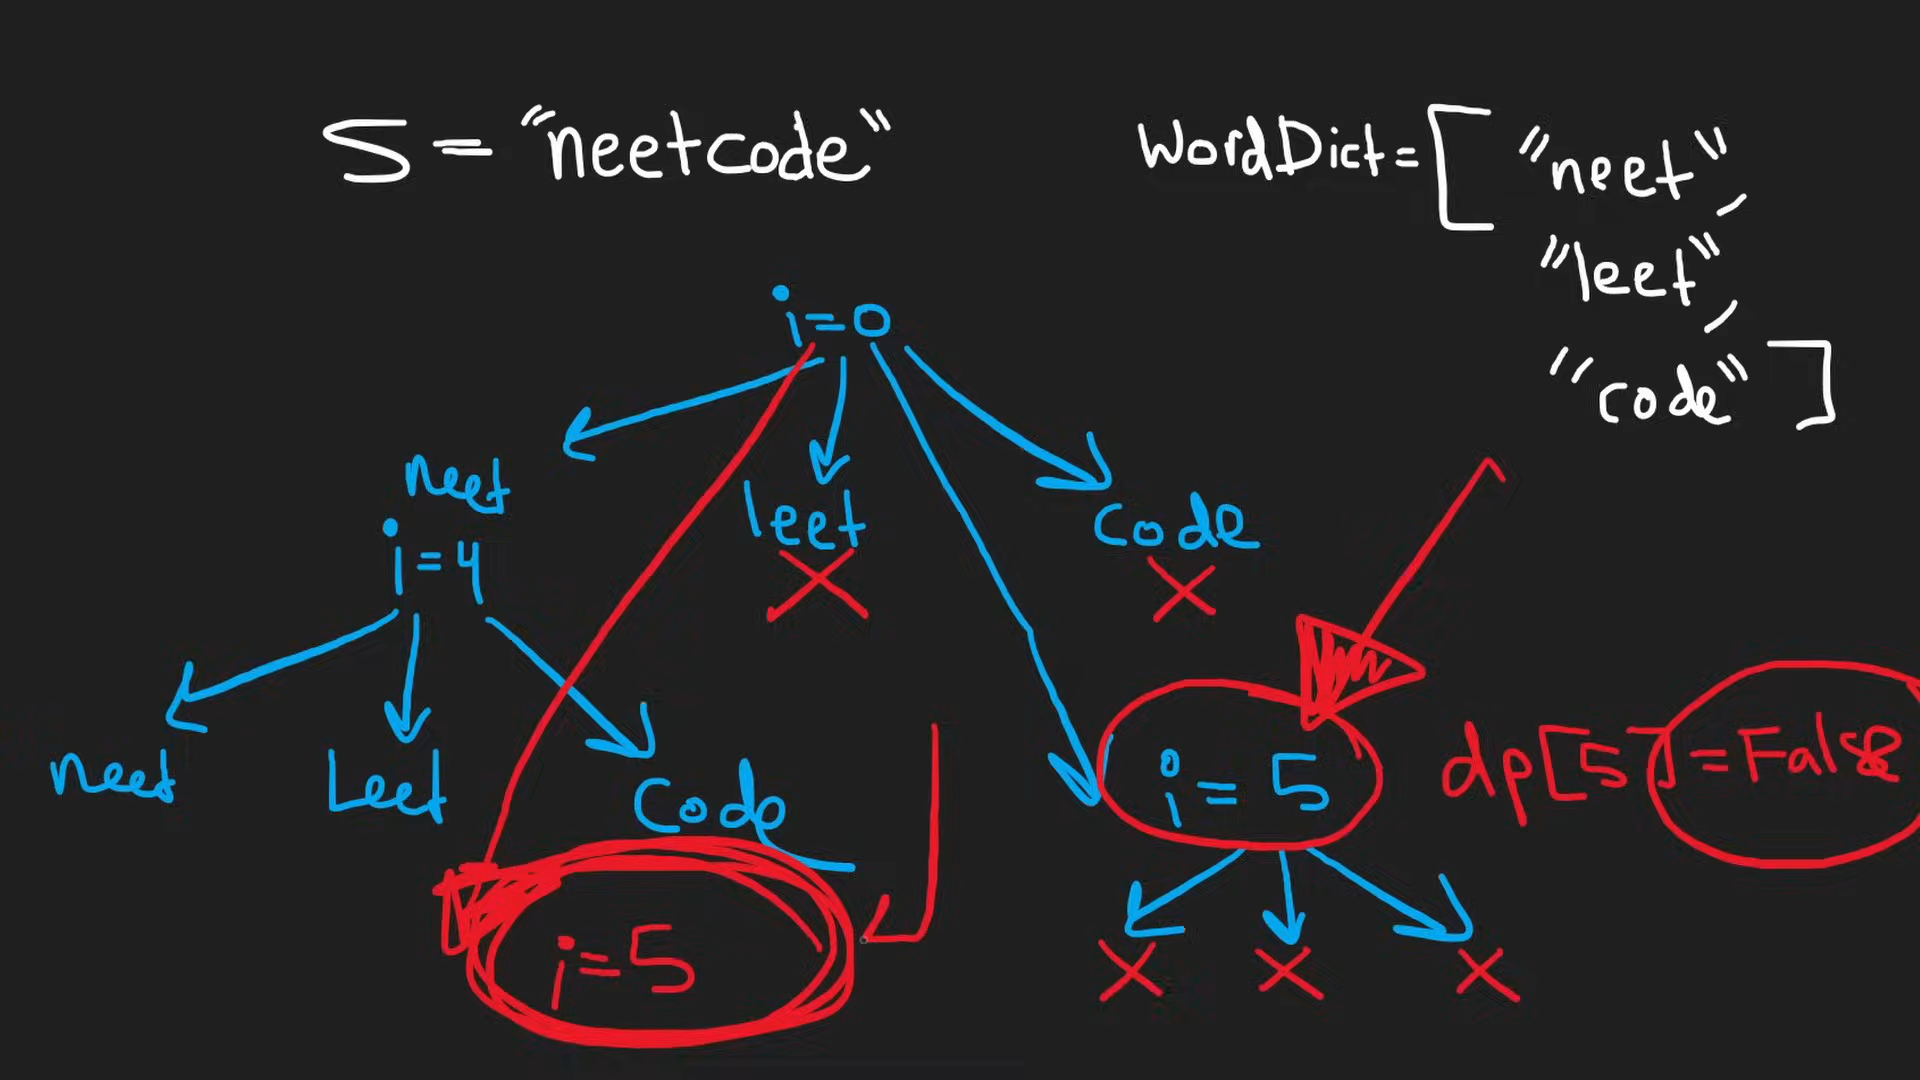 S = "neetcode"
WordDict = [ "neet",
"leet",
"code" ]
i=0
neet
leet
code
i=4
neet
Leet
Code
i = 5
dp[5] = False
i=5